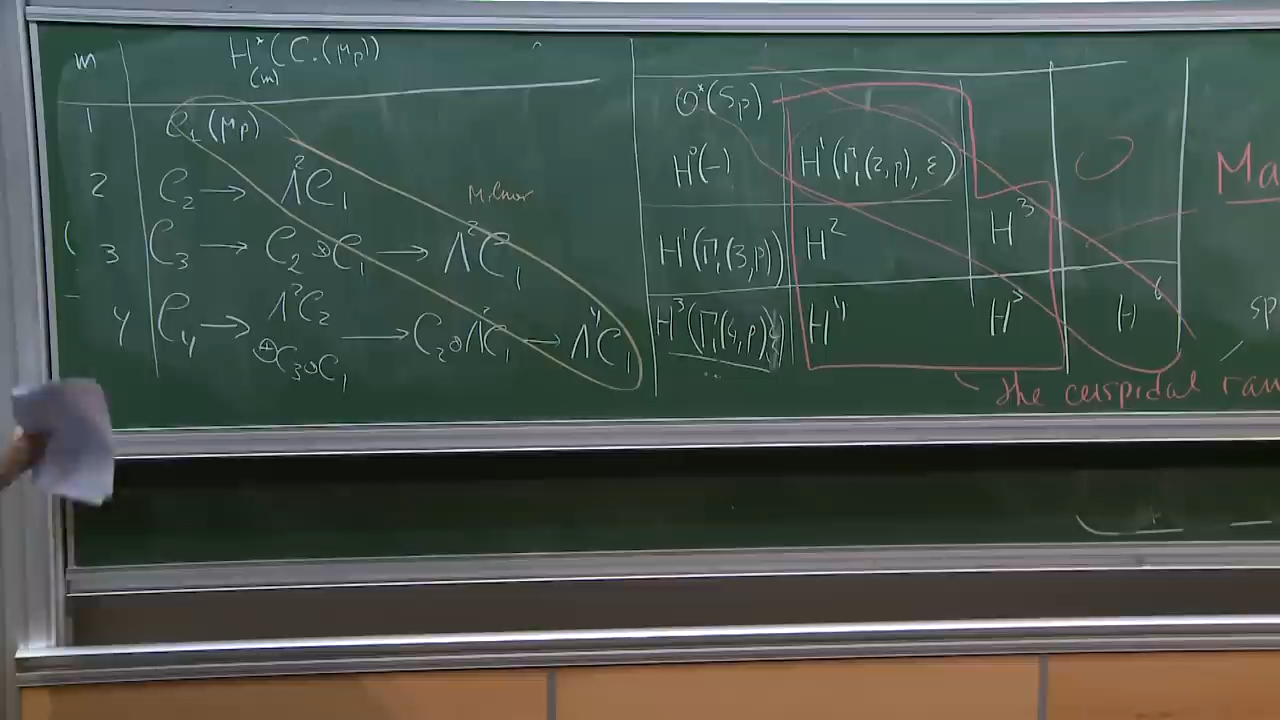 m H*(m)(C.(μp))
1 C₁(μp)
2 C₂ → Λ²C₁
Milnor
3 C₃ → C₂⊗C₁ → Λ³C₁
4 C₄ → Λ²C₂ ⊕ C₃⊗C₁ → C₂⊗Λ²C₁ → Λ⁴C₁
O*(Sp)
H⁰(-) H¹(Γ₁(2,p), ε) 0
H¹(Γ₁(3,p)) H² H³
H³(Γ₁(4,p)) H⁴ H⁵ H⁶
Ma
sp
the cuspidal ran